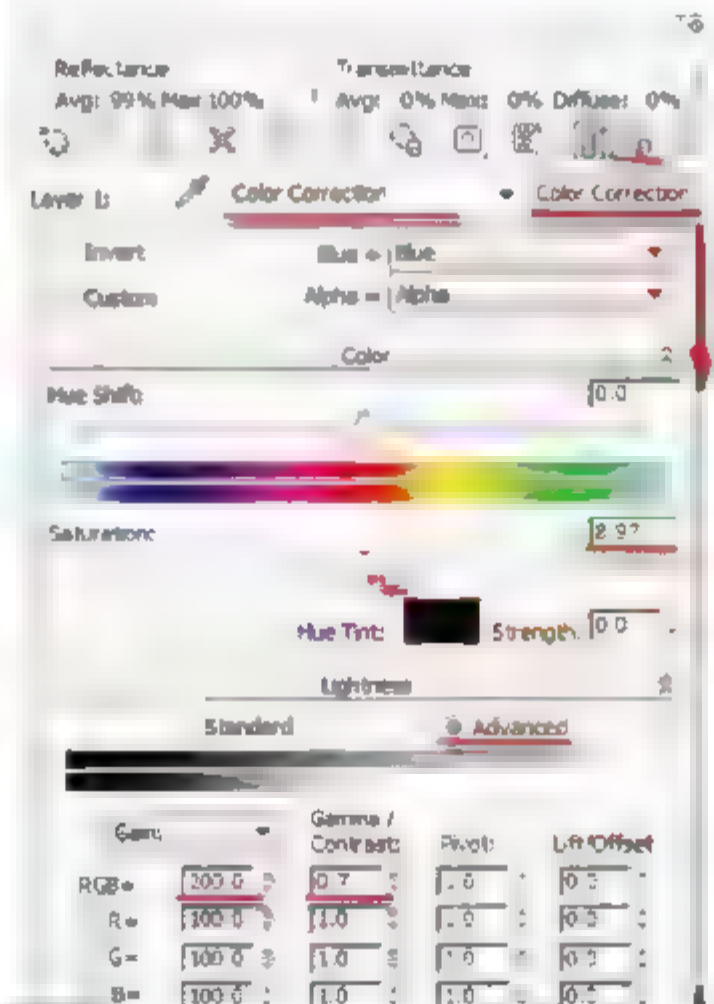 Reflectance Transmittance
Avg: 99% Max 100% Avg: 0% Max: 0% Diffuse: 0%
Layer 1: Color Correction Color Correction
Invert Blue = Blue
Custom Alpha = Alpha
Color
Hue Shift: 0.0
Saturation:
Hue Tint: Strength: 0.0
Lightness
Standard Advanced
Gain Gamma /
Contrast: Pivot: Lift/Offset
RGB= 200.0 0.7
R= 100.0 1.0
G= 100.0 1.0
B= 100.0 1.0